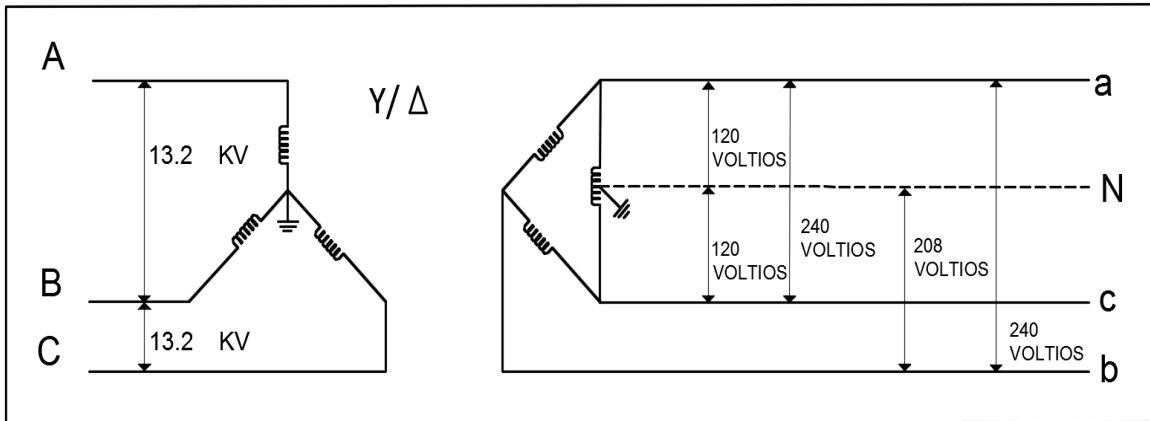 A
13.2 KV
B
13.2 KV
C
Y/ Δ
120
VOLTIOS
120
VOLTIOS
240
VOLTIOS
208
VOLTIOS
240
VOLTIOS
a
N
c
b